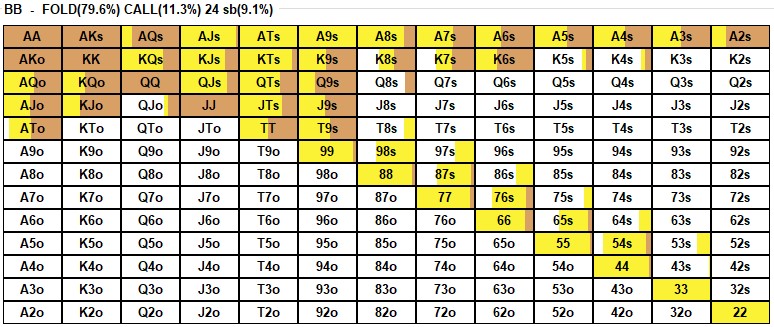 BB - FOLD(79.6%) CALL(11.3%) 24 sb(9.1%)
AA AKs AQs AJs ATs A9s A8s A7s A6s A5s A4s A3s A2s
AKo KK KQs KJs KTs K9s K8s K7s K6s K5s K4s K3s K2s
AQo KQo QQ QJs QTs Q9s Q8s Q7s Q6s Q5s Q4s Q3s Q2s
AJo KJo QJo JJ JTs J9s J8s J7s J6s J5s J4s J3s J2s
ATo KTo QTo JTo TT T9s T8s T7s T6s T5s T4s T3s T2s
A9o K9o Q9o J9o T9o 99 98s 97s 96s 95s 94s 93s 92s
A8o K8o Q8o J8o T8o 98o 88 87s 86s 85s 84s 83s 82s
A7o K7o Q7o J7o T7o 97o 87o 77 76s 75s 74s 73s 72s
A6o K6o Q6o J6o T6o 96o 86o 76o 66 65s 64s 63s 62s
A5o K5o Q5o J5o T5o 95o 85o 75o 65o 55 54s 53s 52s
A4o K4o Q4o J4o T4o 94o 84o 74o 64o 54o 44 43s 42s
A3o K3o Q3o J3o T3o 93o 83o 73o 63o 53o 43o 33 32s
A2o K2o Q2o J2o T2o 92o 82o 72o 62o 52o 42o 32o 22